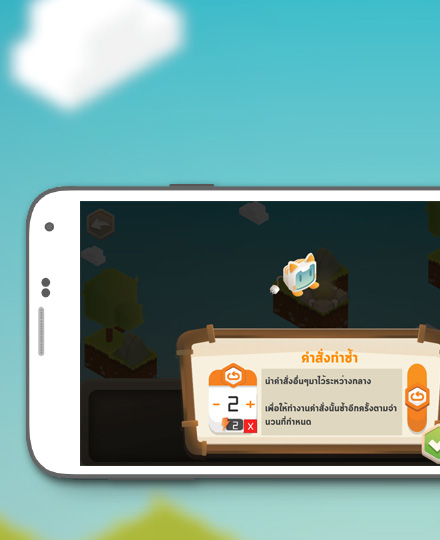 คำสั่งทำซ้ำ
นำคำสั่งอื่นๆมาไว้ระหว่างกลาง
- 2 +
เพื่อให้ทำงานคำสั่งนั้นซ้ำอีกครั้งตามจำ
2 X
นวนที่กำหนด